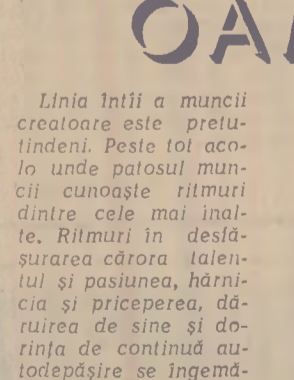 OA
Linia întîi a muncii
creatoare este pretu-
tindeni. Peste tot aco-
lo unde patosul mun-
cii cunoaște ritmuri
dintre cele mai înal-
te. Ritmuri în desfă-
șurarea cărora talen-
tul și pasiunea, hărni-
cia și priceperea, dă-
ruirea de sine și do-
rința de continuă au-
todepășire se îngemă-